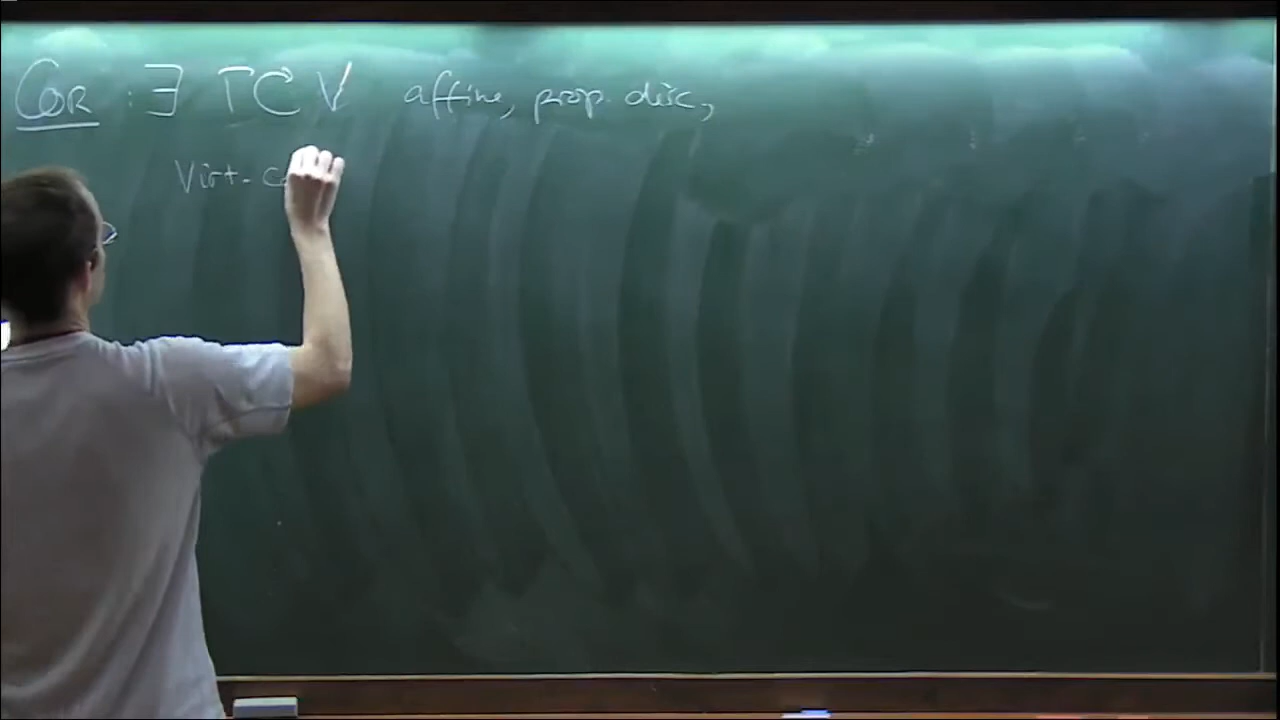 Cor : ∃ Γ ↷ V affine, prop. disc,
Virt. c